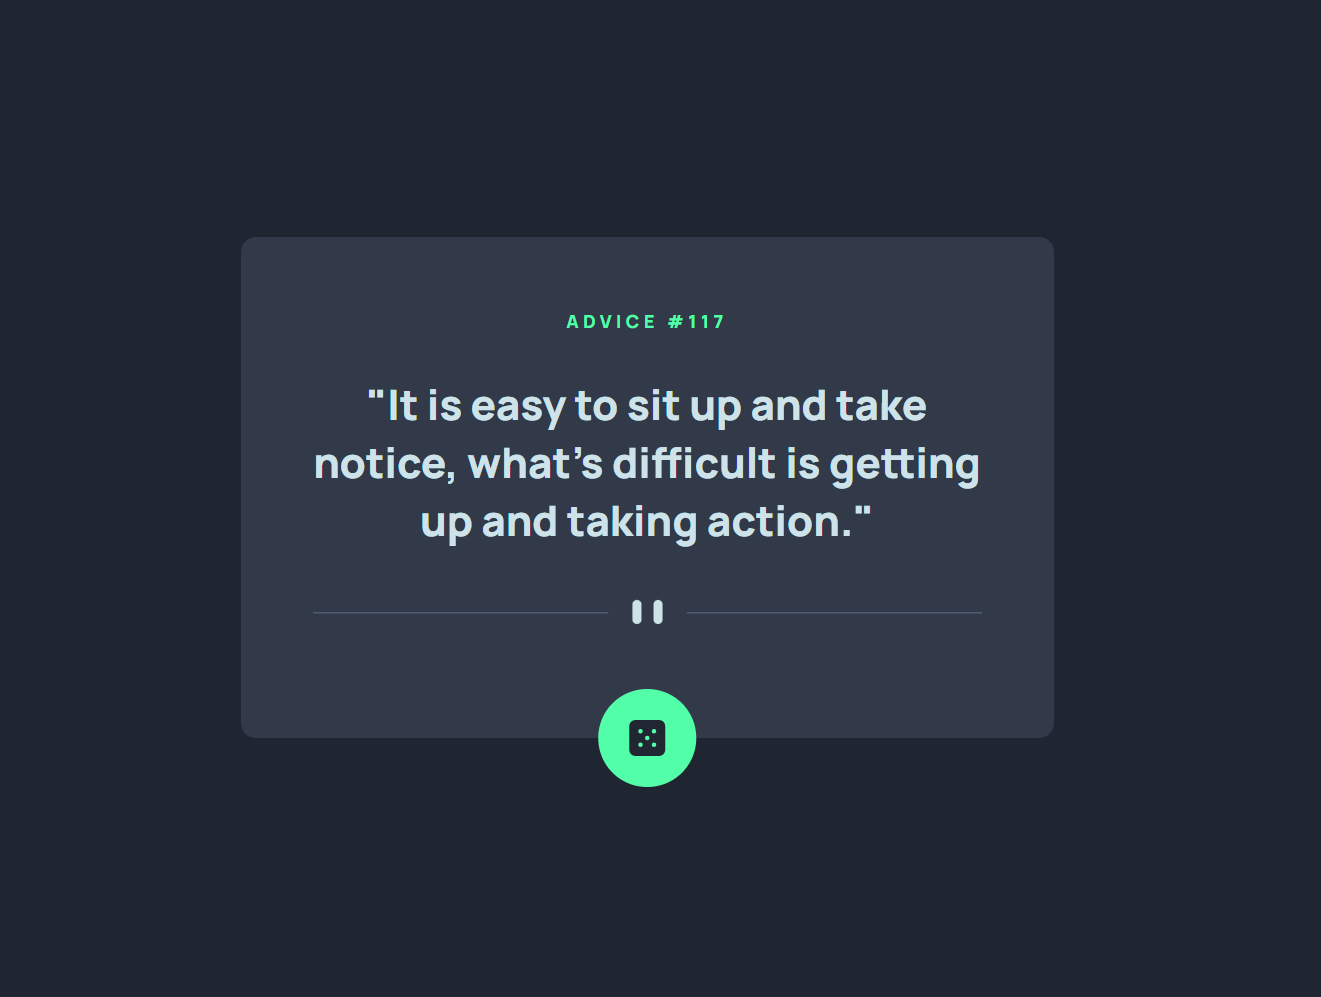 ADVICE #117
"It is easy to sit up and take
notice, what’s difficult is getting
up and taking action."